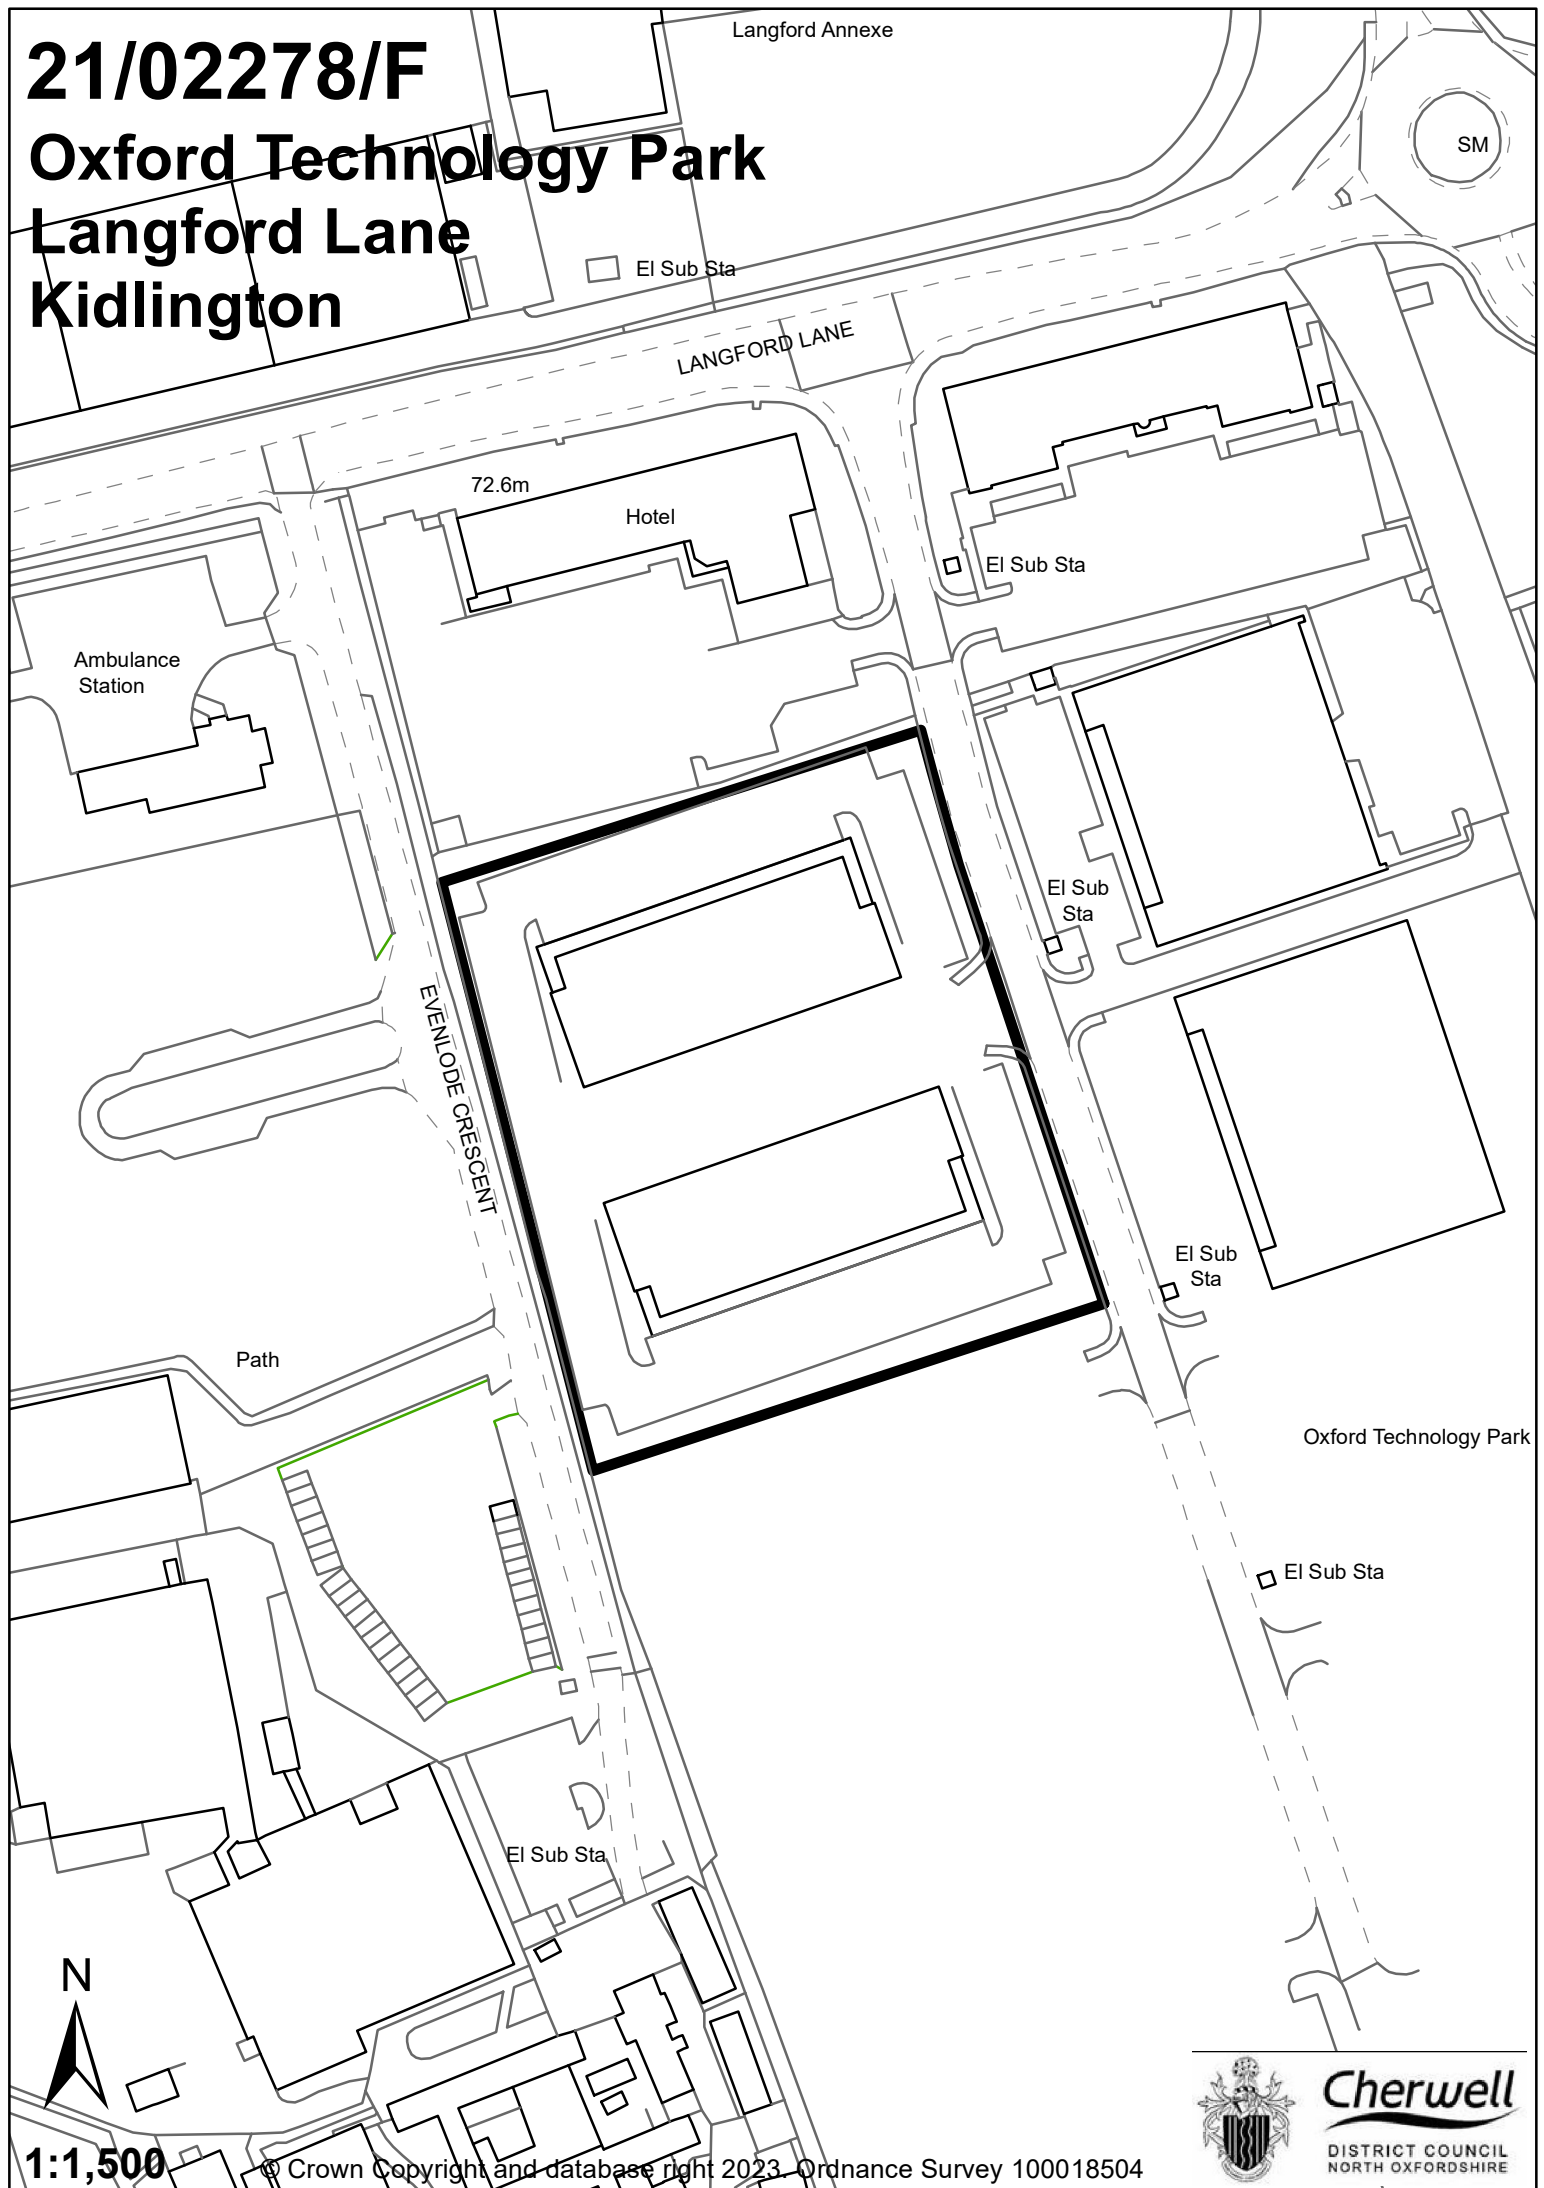 Langford Annexe
21/02278/F
Oxford Technology Park
Langford Lane
Kidlington
SM
El Sub Sta
LANGFORD LANE
72.6m
Hotel
El Sub Sta
Ambulance
Station
El Sub
Sta
EVENLODE CRESCENT
El Sub
Sta
Path
Oxford Technology Park
El Sub Sta
El Sub Sta
N
1:1,500
© Crown Copyright and database right 2023. Ordnance Survey 100018504
Cherwell
DISTRICT COUNCIL
NORTH OXFORDSHIRE